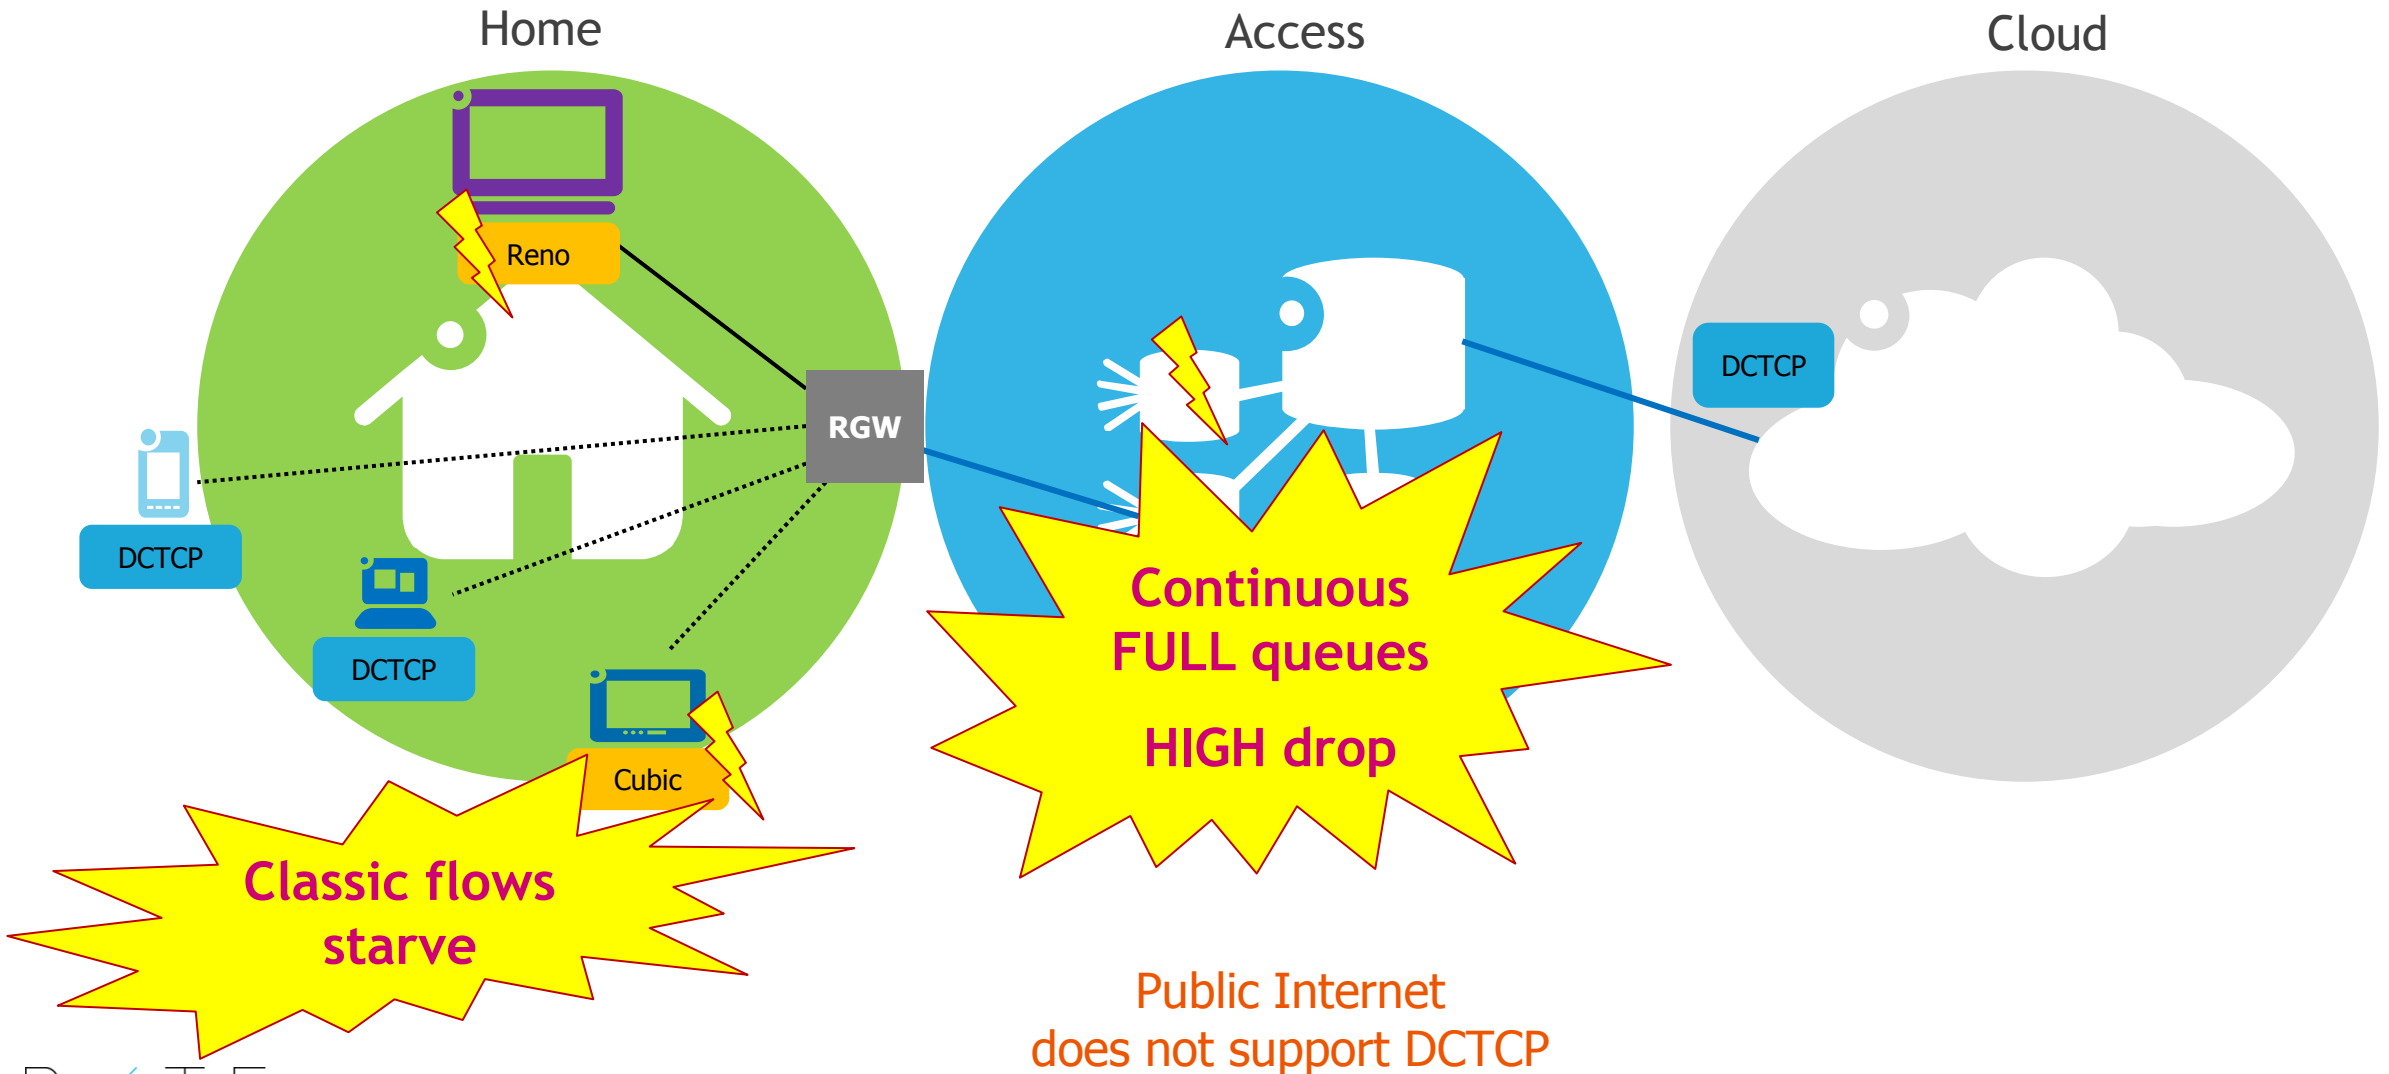 Home
Access
Cloud
Reno
RGW
DCTCP
DCTCP
DCTCP
Cubic
Continuous
FULL queues
HIGH drop
Classic flows
starve
Public Internet
does not support DCTCP